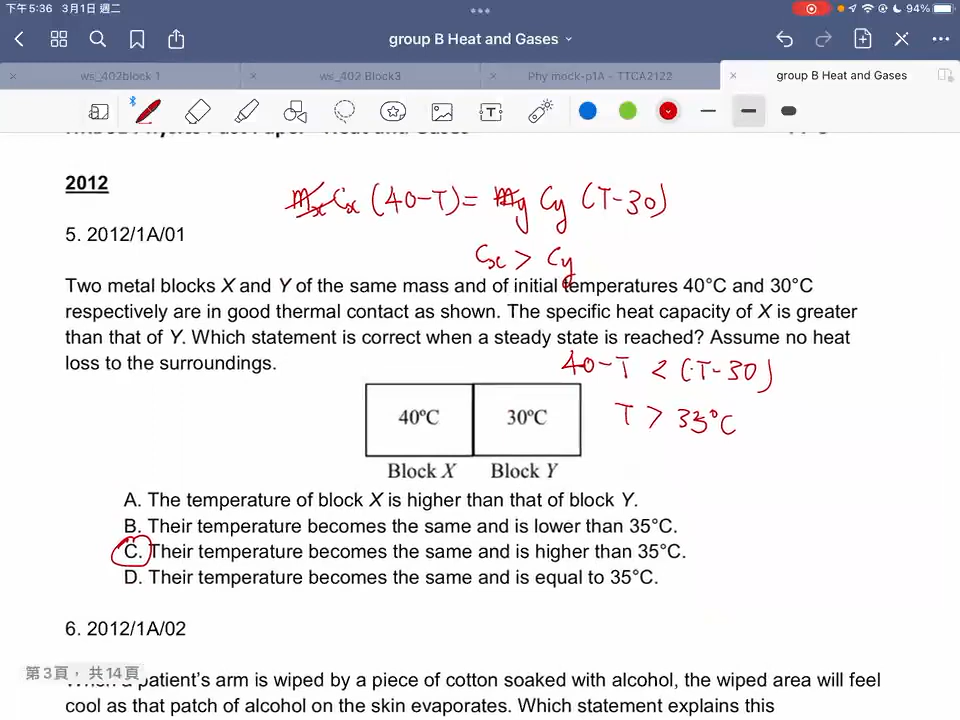 下午5:36 3月1日 週二
94%
group B Heat and Gases
ws_402block 1
ws_402 Block3
Phy mock-p1A - TTCA2122
group B Heat and Gases
2012
mx Cx (40-T) = my Cy (T-30)
5. 2012/1A/01
Cx > Cy
Two metal blocks X and Y of the same mass and of initial temperatures 40°C and 30°C
respectively are in good thermal contact as shown. The specific heat capacity of X is greater
than that of Y. Which statement is correct when a steady state is reached? Assume no heat
loss to the surroundings.
40-T < (T-30)
40ºC 30ºC
T > 35°C
Block X Block Y
A. The temperature of block X is higher than that of block Y.
B. Their temperature becomes the same and is lower than 35°C.
C. Their temperature becomes the same and is higher than 35°C.
D. Their temperature becomes the same and is equal to 35°C.
6. 2012/1A/02
第3頁，共14頁
patient's arm is wiped by a piece of cotton soaked with alcohol, the wiped area will feel
cool as that patch of alcohol on the skin evaporates. Which statement explains this